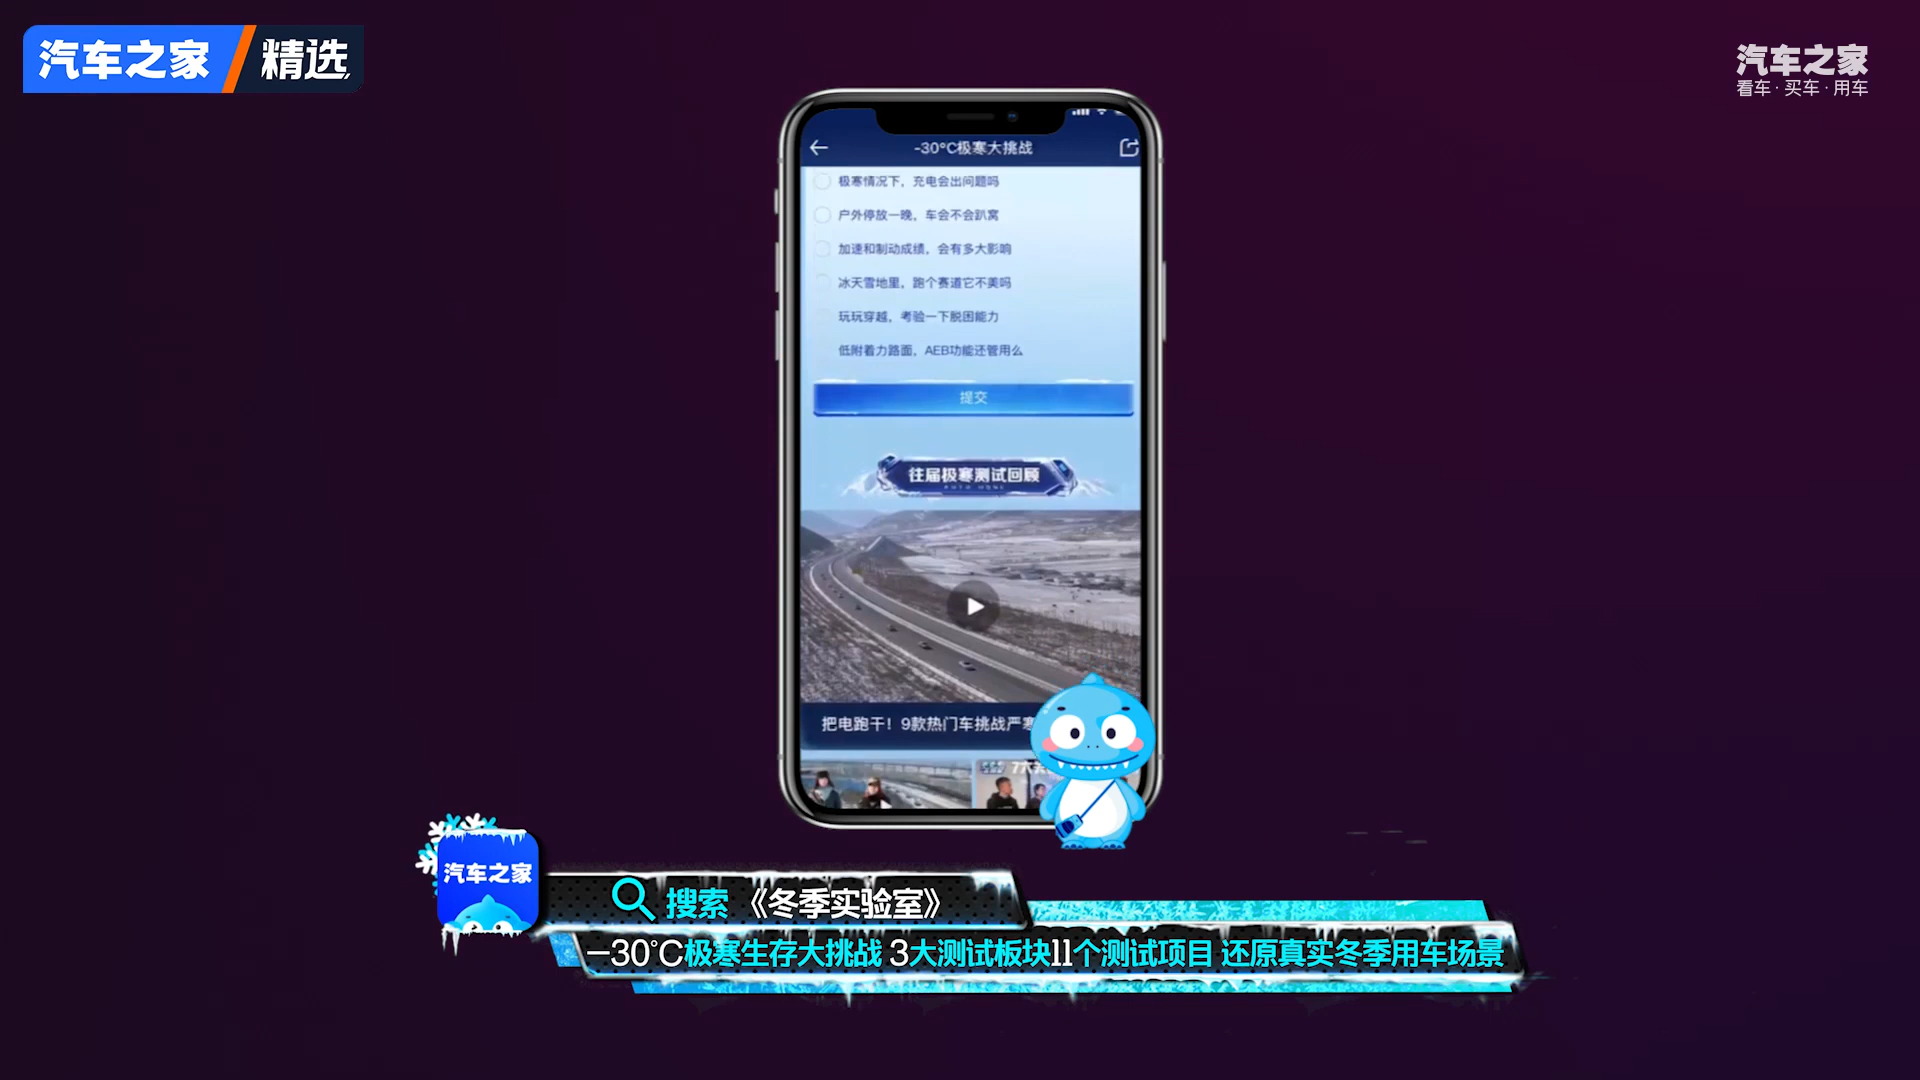 汽车之家 精选
汽车之家
看车·买车·用车
-30°C极寒大挑战
极寒情况下，充电会出问题吗
户外停放一晚，车会不会趴窝
加速和制动成绩，会有多大影响
冰天雪地里，跑个赛道它不美吗
玩玩穿越，考验一下脱困能力
低附着力路面，AEB功能还管用么
提交
往届极寒测试回顾
AUTO HOME
把电跑干！9款热门车挑战严寒
7大
汽车之家
搜索《冬季实验室》
—30℃极寒生存大挑战 3大测试板块11个测试项目 还原真实冬季用车场景